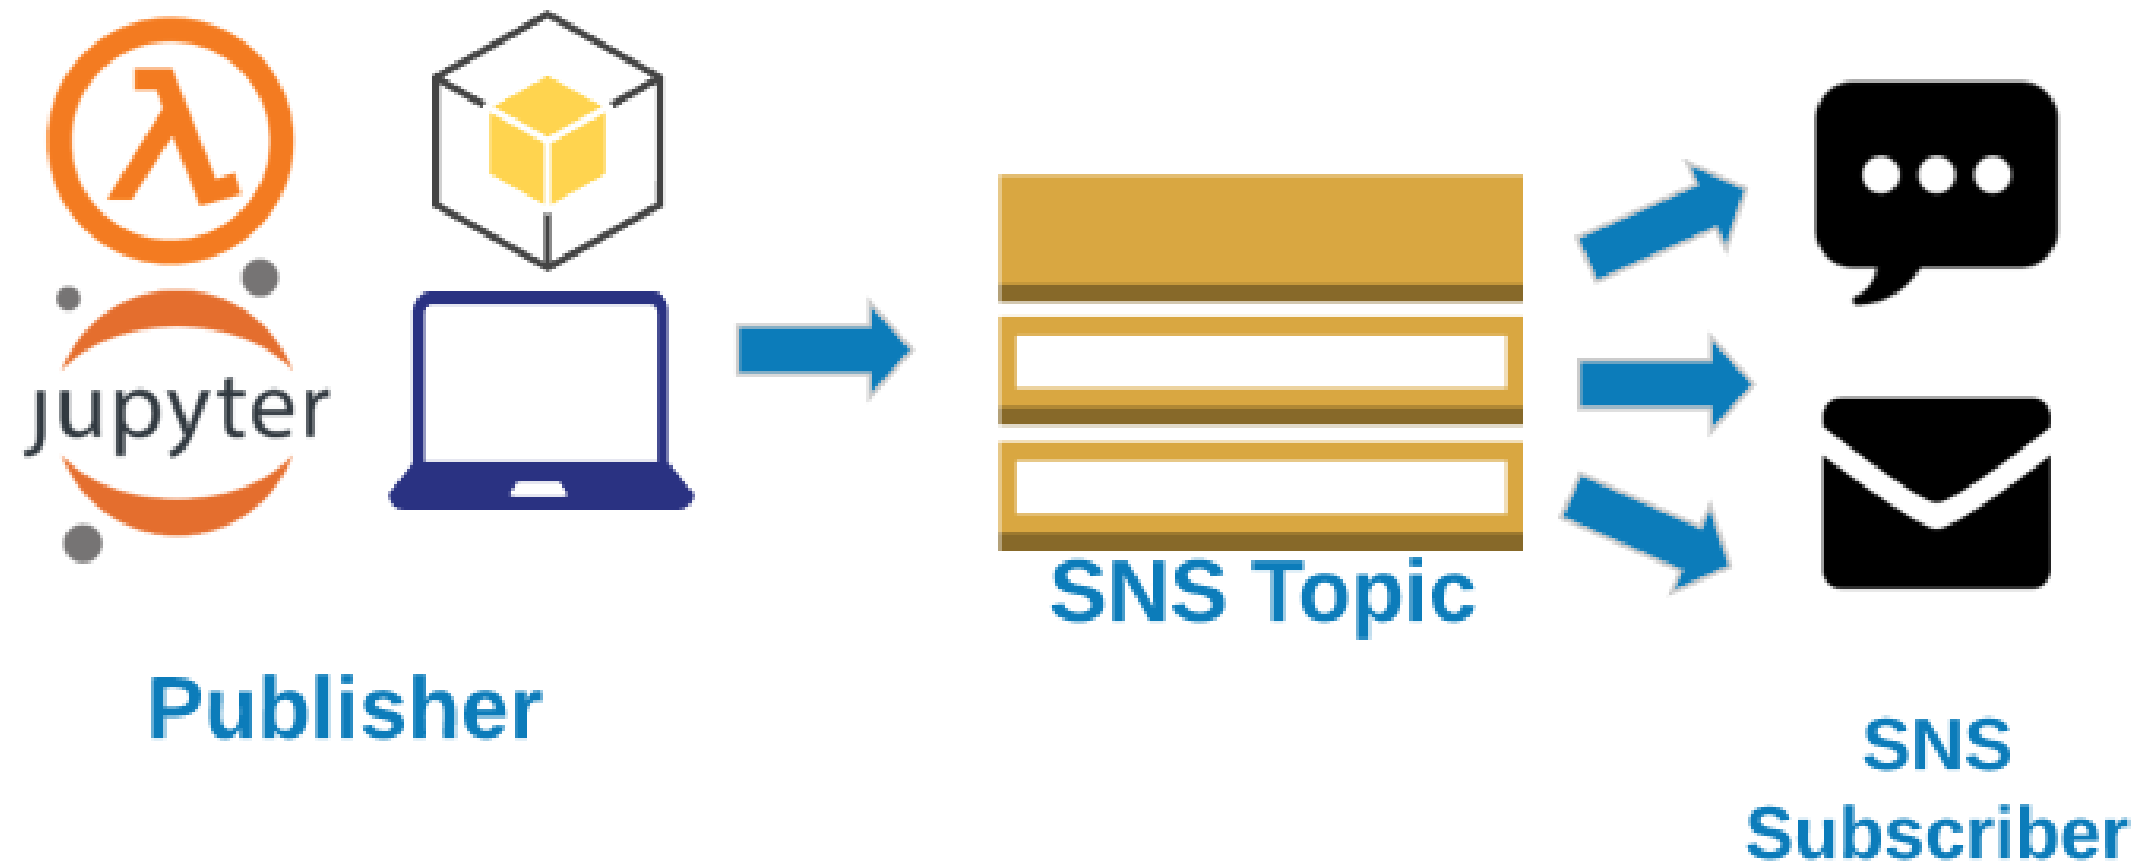 λ
jupyter
Publisher
SNS Topic
SNS
Subscriber